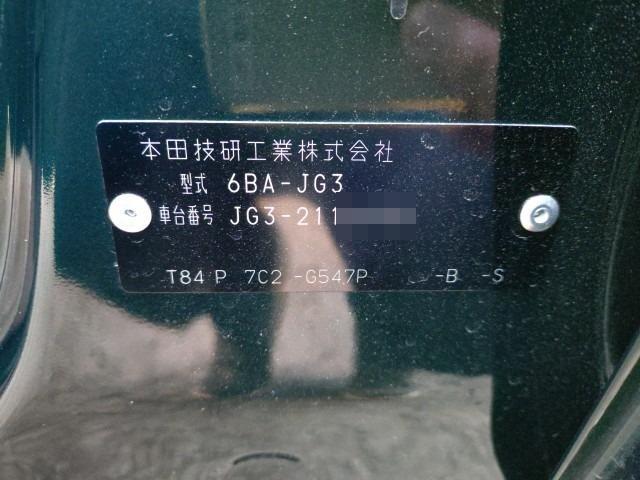 本田技研工業株式会社
型式 6BA-JG3
車台番号 JG3-211
T84 P 7C2 -G547P -B -S